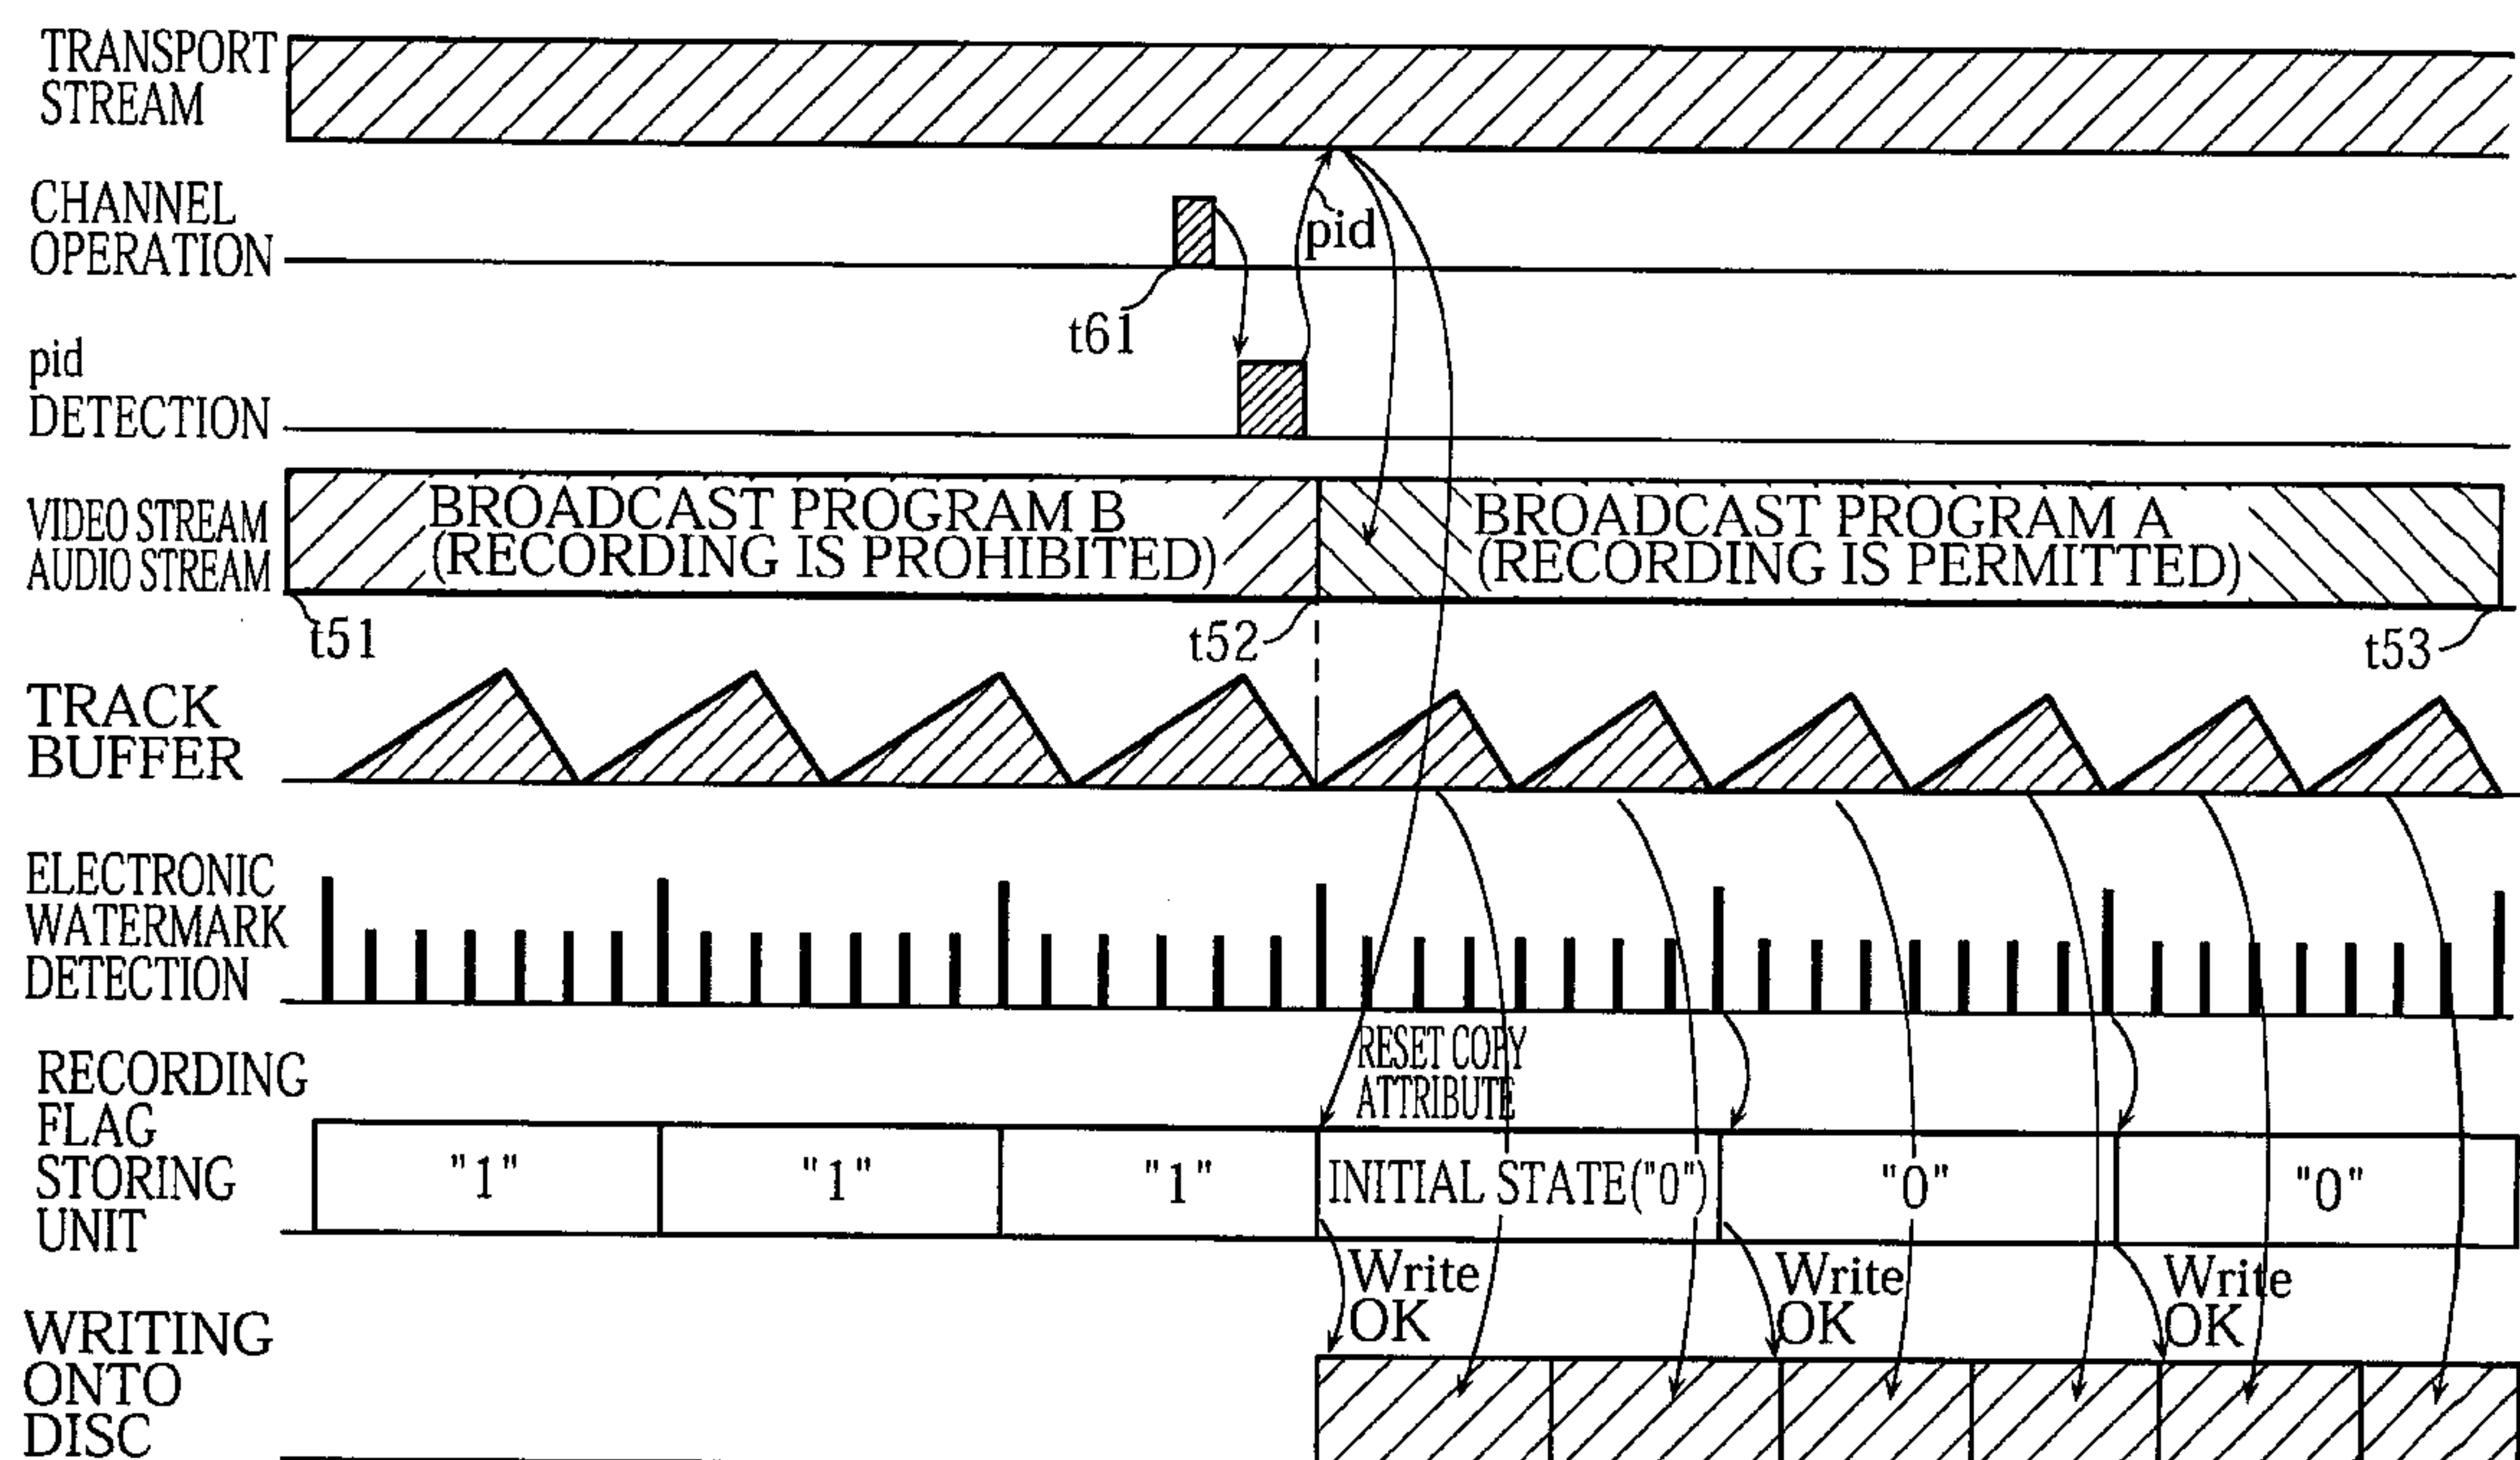 TRANSPORT
STREAM
CHANNEL
OPERATION
pid
t61
pid
DETECTION
VIDEO STREAM
AUDIO STREAM
BROADCAST PROGRAM B
(RECORDING IS PROHIBITED)
BROADCAST PROGRAM A
(RECORDING IS PERMITTED)
t51
t52
t53
TRACK
BUFFER
ELECTRONIC
WATERMARK
DETECTION
RESET COPY
ATTRIBUTE
RECORDING
FLAG
STORING
UNIT
"1"
"1"
"1"
INITIAL STATE("0")
"0"
"0"
Write
OK
Write
OK
Write
OK
WRITING
ONTO
DISC